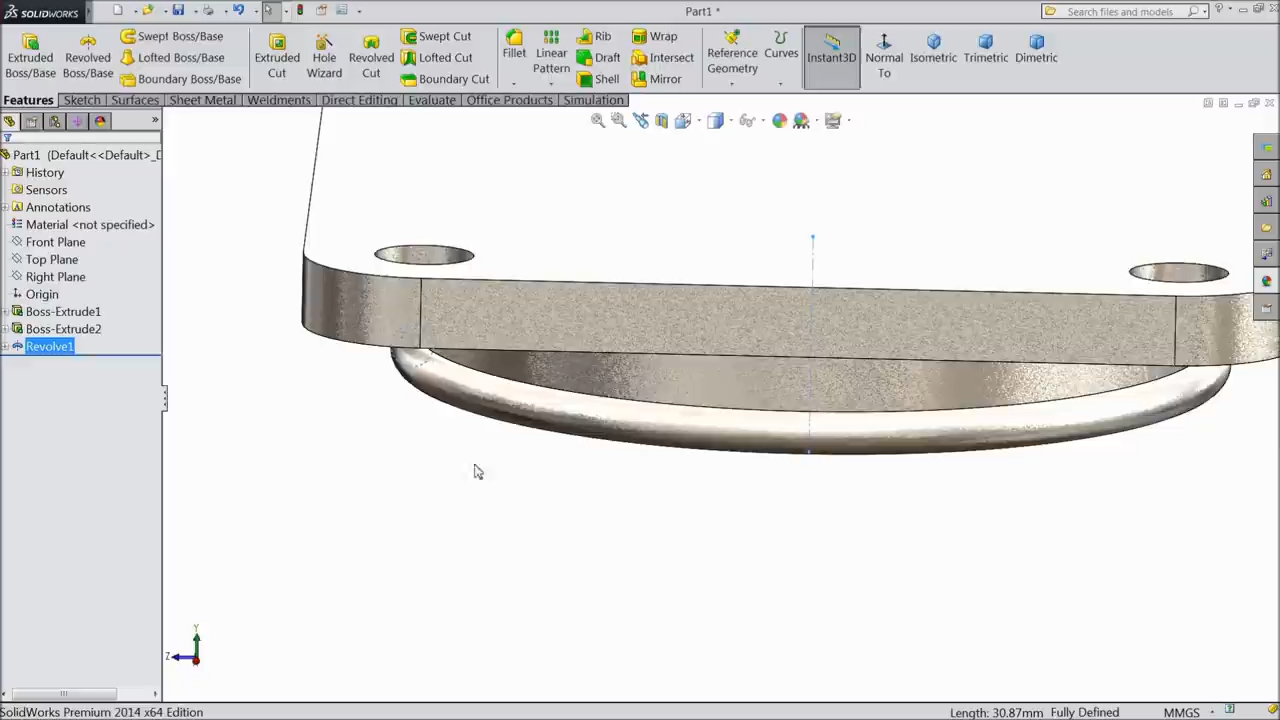 SOLIDWORKS
Part1 *
Search files and models
Extruded Boss/Base
Revolved Boss/Base
Swept Boss/Base
Lofted Boss/Base
Boundary Boss/Base
Extruded Cut
Hole Wizard
Revolved Cut
Swept Cut
Lofted Cut
Boundary Cut
Fillet
Linear Pattern
Rib
Draft
Shell
Wrap
Intersect
Mirror
Reference Geometry
Curves
Instant3D
Normal To
Isometric
Trimetric
Dimetric
Features
Sketch
Surfaces
Sheet Metal
Weldments
Direct Editing
Evaluate
Office Products
Simulation
Part1 (Default<<Default>_D
History
Sensors
Annotations
Material <not specified>
Front Plane
Top Plane
Right Plane
Origin
Boss-Extrude1
Boss-Extrude2
Revolve1
Y
Z
SolidWorks Premium 2014 x64 Edition
Length: 30.87mm
Fully Defined
MMGS